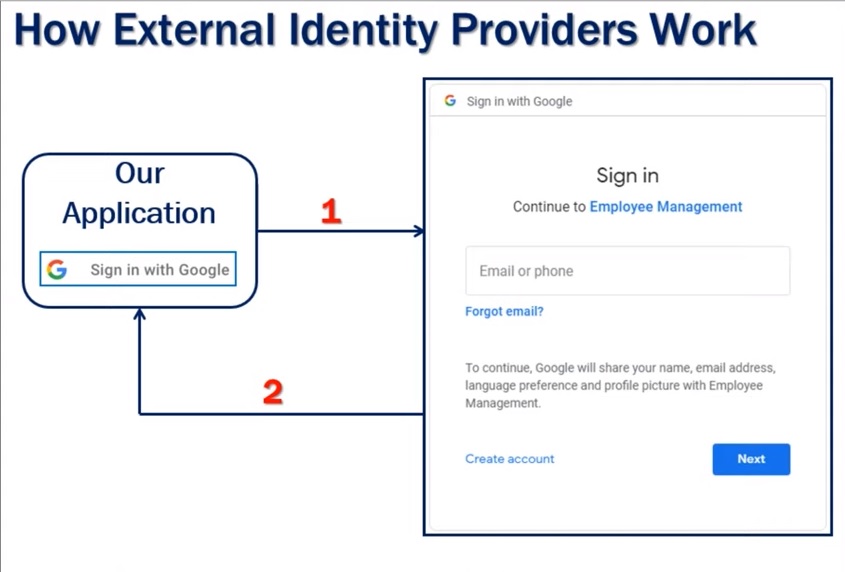 How External Identity Providers Work
Our
Application
Sign in with Google
1
2
Sign in with Google
Sign in
Continue to Employee Management
Email or phone
Forgot email?
To continue, Google will share your name, email address,
language preference and profile picture with Employee
Management.
Create account
Next